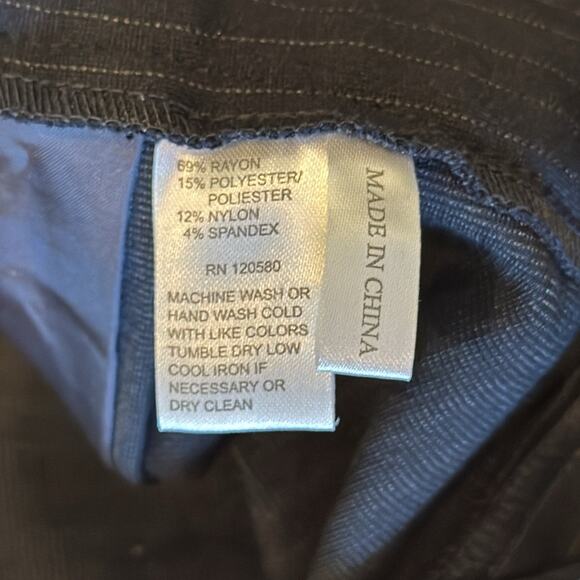 69% RAYON
15% POLYESTER/
POLIESTER
12% NYLON
4% SPANDEX
RN 120580
MACHINE WASH OR
HAND WASH COLD
WITH LIKE COLORS
TUMBLE DRY LOW
COOL IRON IF
NECESSARY OR
DRY CLEAN
MADE IN CHINA